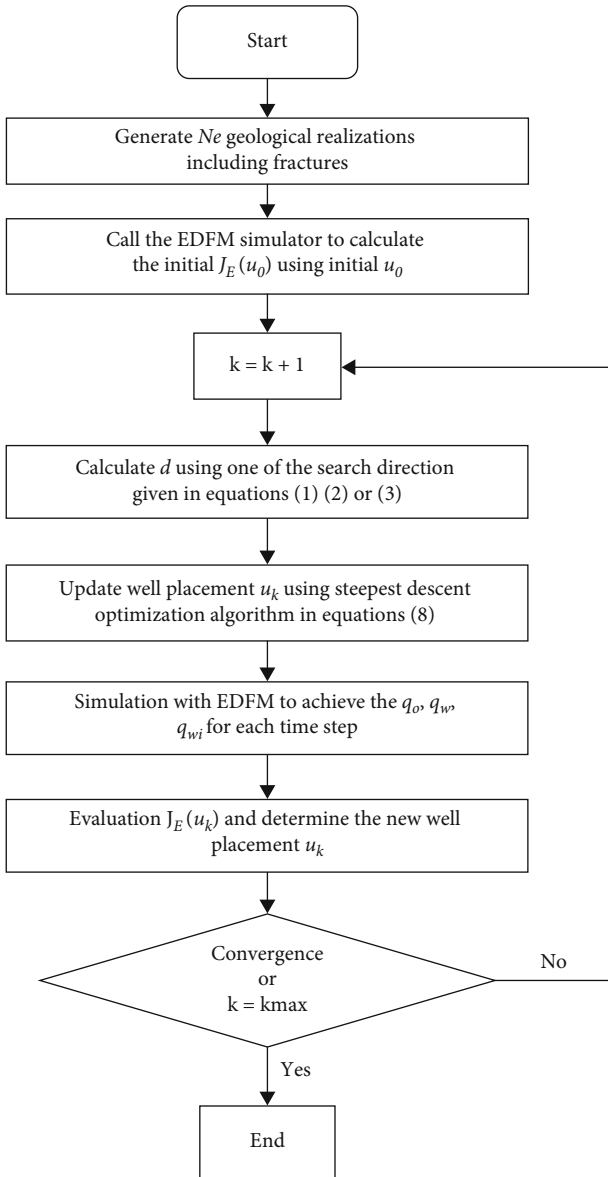 Start
Generate Ne geological realizations
including fractures
Call the EDFM simulator to calculate
the initial J_E(u_0) using initial u_0
k = k + 1
Calculate d using one of the search direction
given in equations (1) (2) or (3)
Update well placement u_k using steepest descent
optimization algorithm in equations (8)
Simulation with EDFM to achieve the q_o, q_w,
q_wi for each time step
Evaluation J_E(u_k) and determine the new well
placement u_k
Convergence
or
k = kmax
No
Yes
End